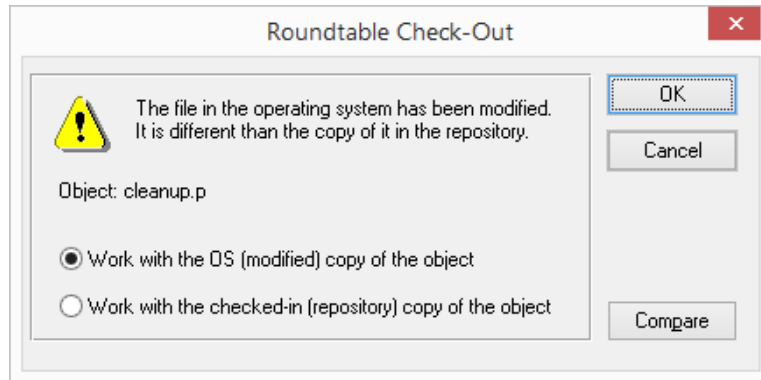 Roundtable Check-Out
The file in the operating system has been modified.
It is different than the copy of it in the repository.
Object: cleanup.p
Work with the OS (modified) copy of the object
Work with the checked-in (repository) copy of the object
OK
Cancel
Compare